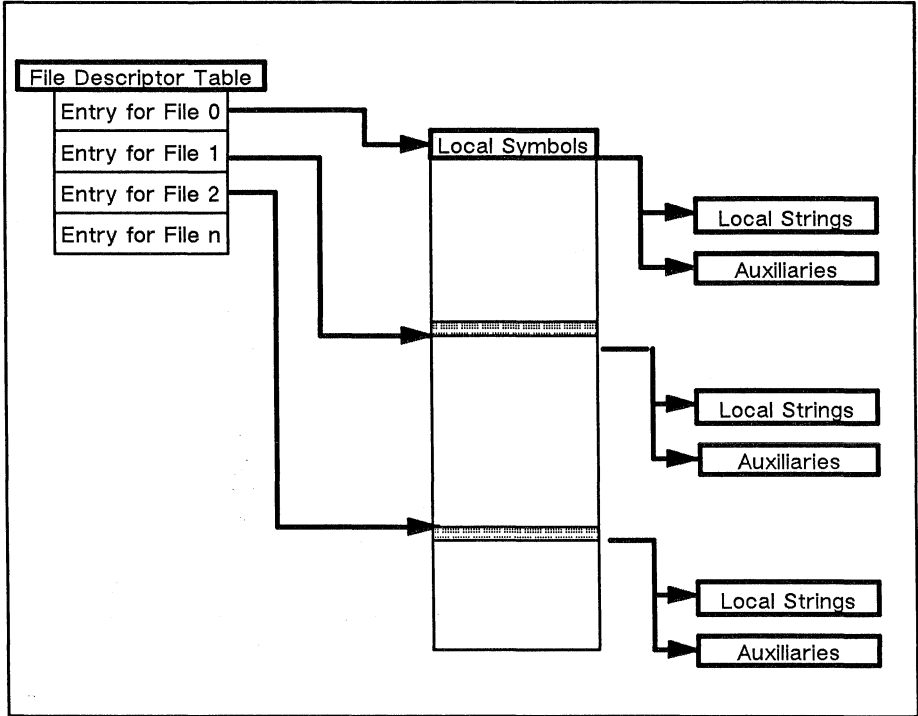 File Descriptor Table
Entry for File 0
Entry for File 1
Entry for File 2
Entry for File n
Local Symbols
Local Strings
Auxiliaries
Local Strings
Auxiliaries
Local Strings
Auxiliaries